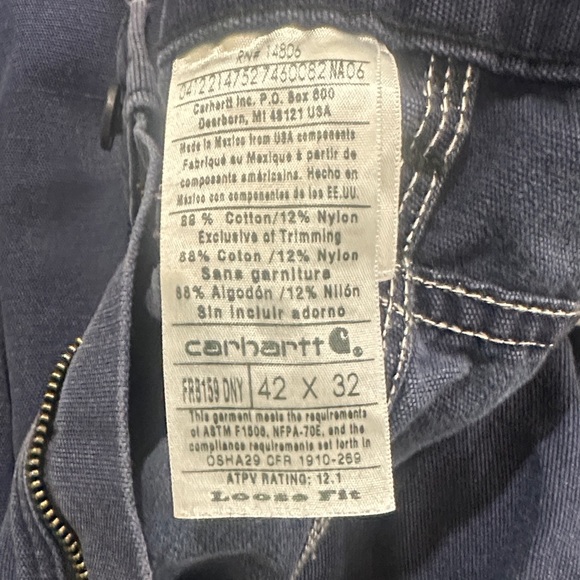 RN# 14806
04122147527460082 NA06
Carhartt Inc. P.O. Box 600
Dearborn, MI 48121 USA
Made in Mexico from USA components
Fabriqué au Mexique à partir de
composants américains. Hecho en
México con componentes de los EE.UU.
88 % Cotton/12% Nylon
Exclusive of Trimming
88% Coton /12% Nylon
Sans garniture
88% Algodón /12% Nilón
Sin incluir adorno
carhartt
FRB159 DNY 42 X 32
This garment meets the requirements
of ASTM F1506, NFPA-70E, and the
compliance requirements set forth in
OSHA29 CFR 1910-269
ATPV RATING: 12.1
Loose Fit